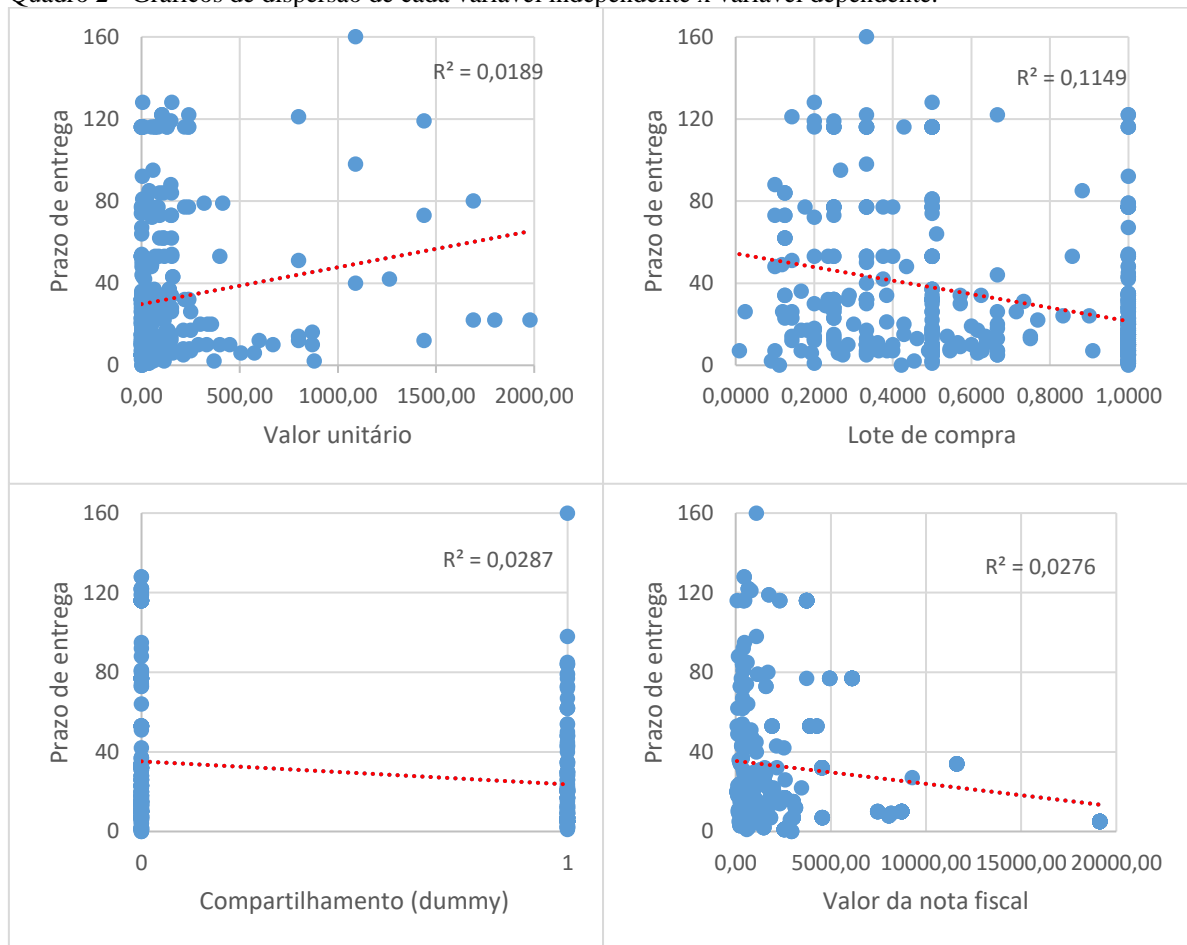 Quadro 2 - Gráficos de dispersão de cada variável independente x variável dependente.
160
120
80
40
0
Prazo de entrega
R² = 0,0189
0,00 500,00 1000,00 1500,00 2000,00
Valor unitário
160
120
80
40
0
Prazo de entrega
R² = 0,1149
0,0000 0,2000 0,4000 0,6000 0,8000 1,0000
Lote de compra
160
120
80
40
0
Prazo de entrega
R² = 0,0287
0 1
Compartilhamento (dummy)
160
120
80
40
0
Prazo de entrega
R² = 0,0276
0,00 5000,00 10000,00 15000,00 20000,00
Valor da nota fiscal